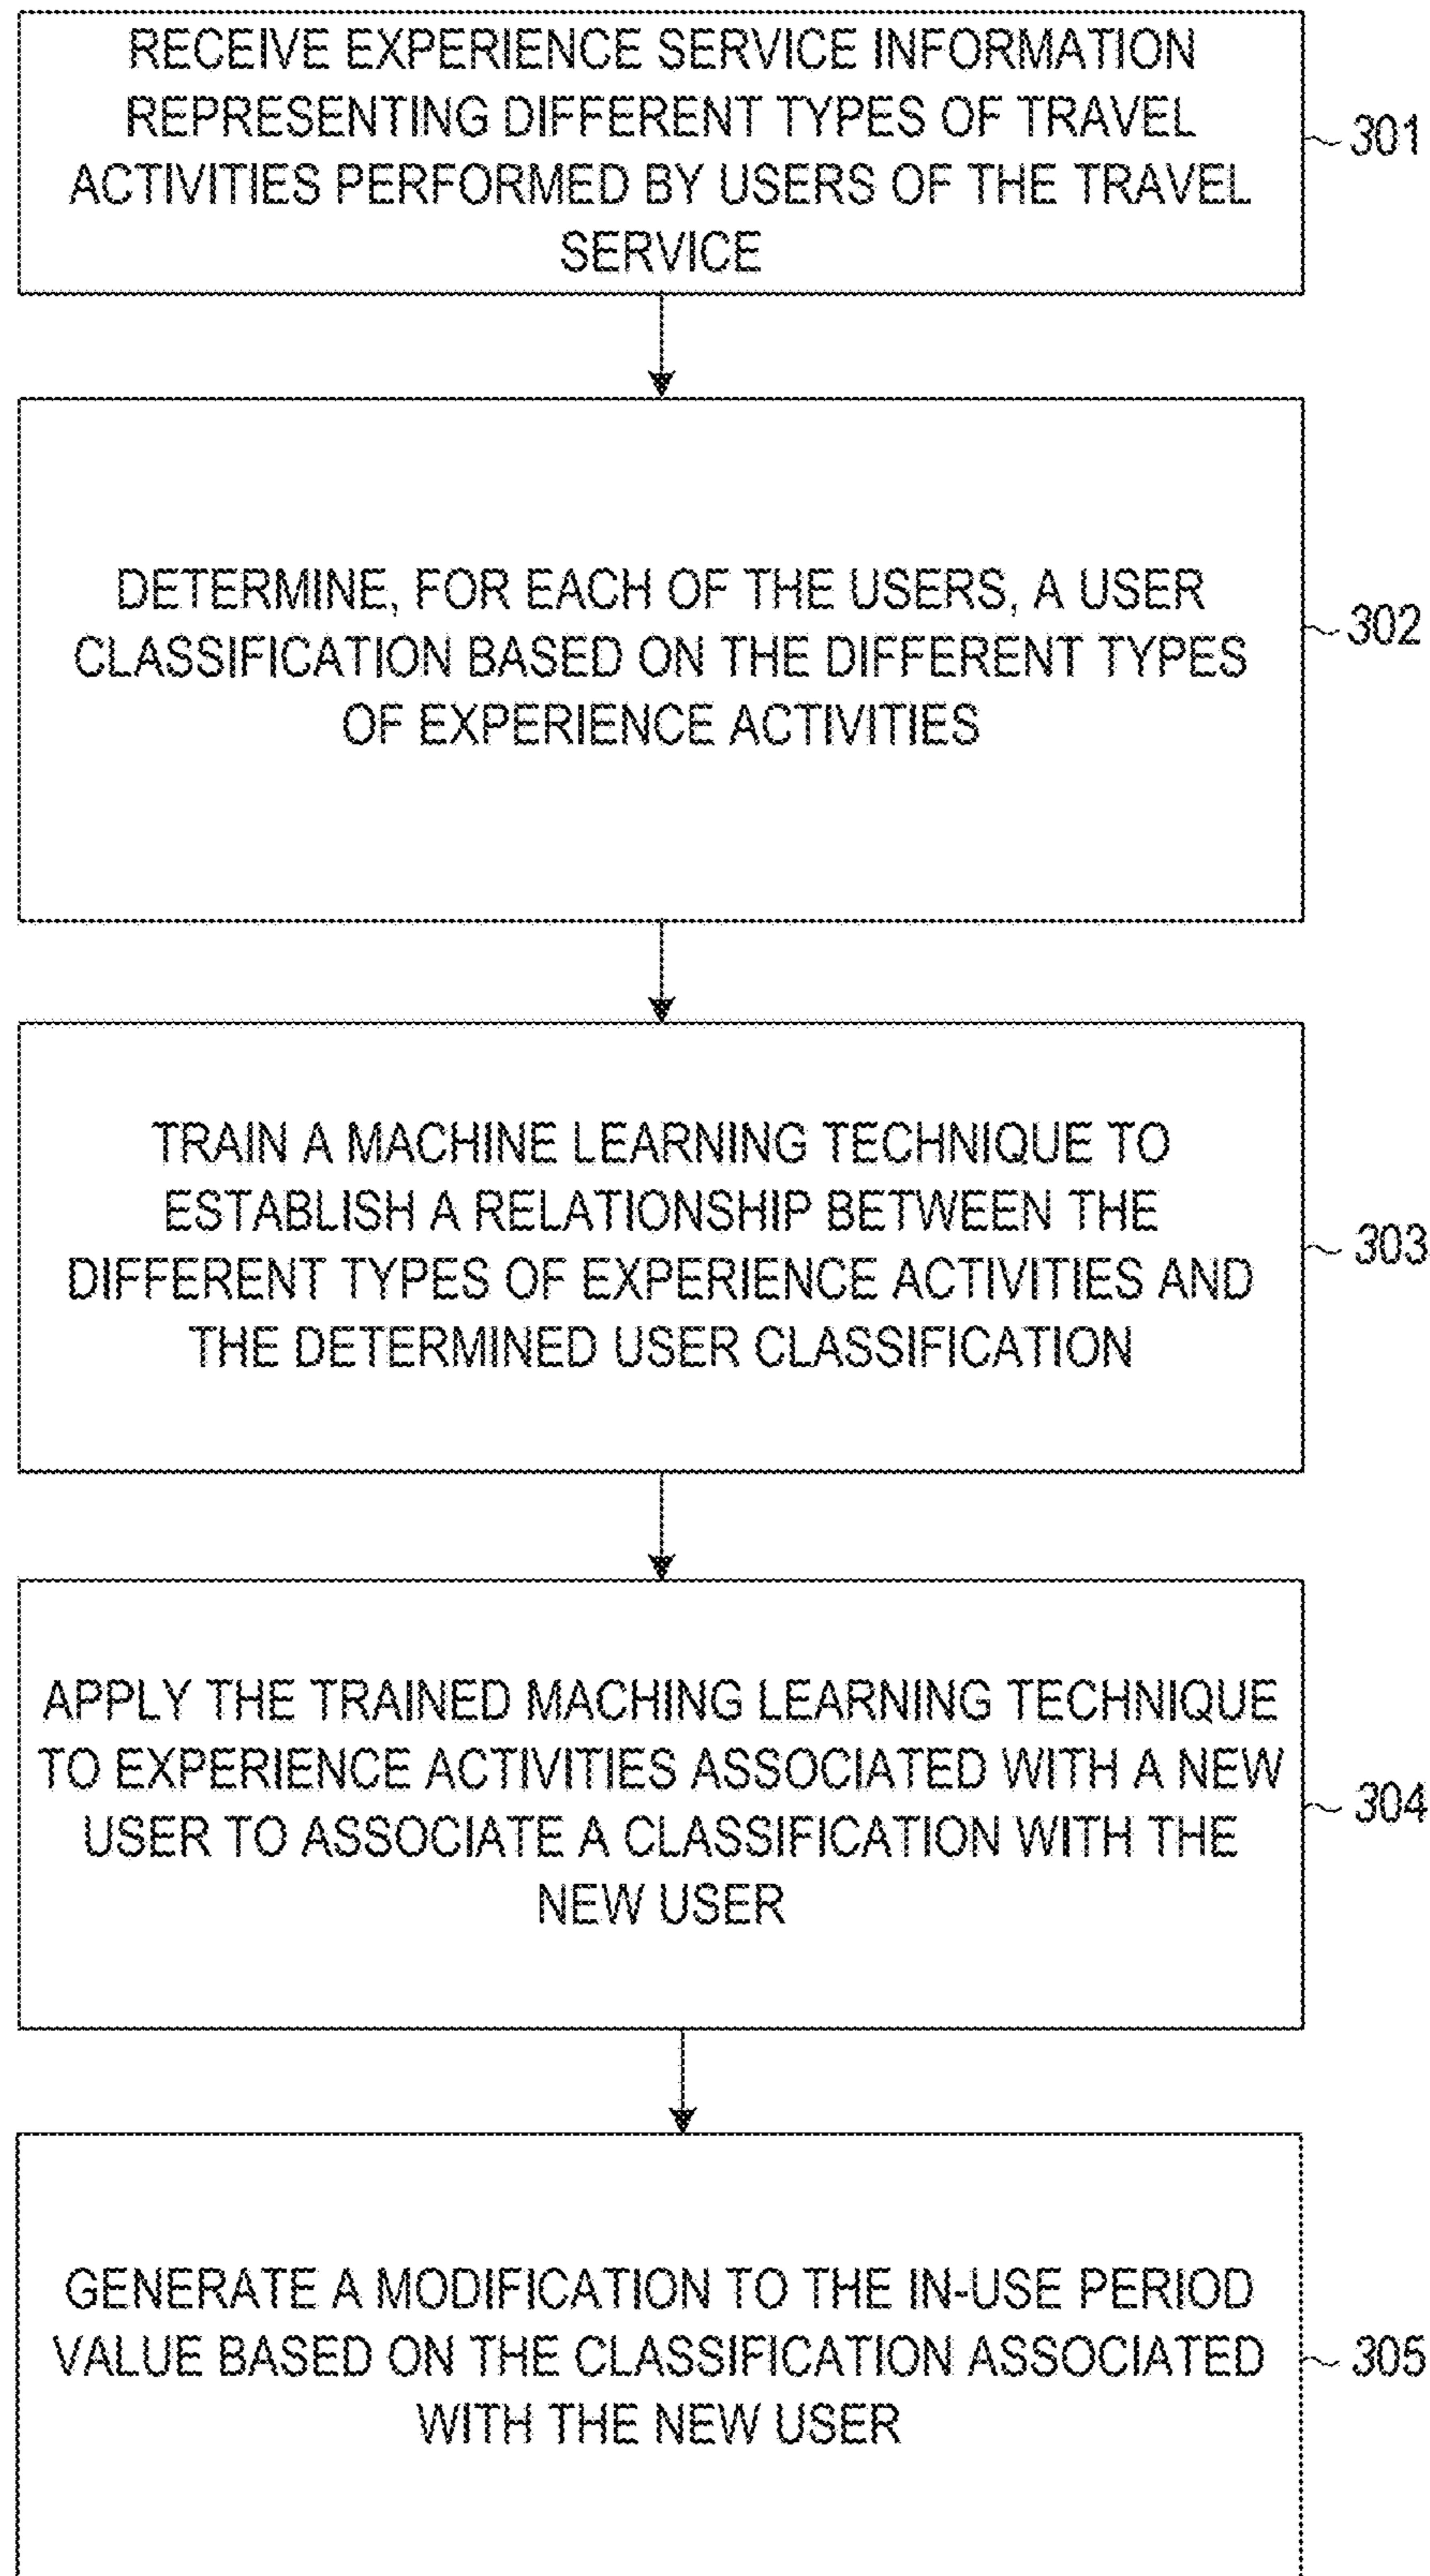 RECEIVE EXPERIENCE SERVICE INFORMATION
REPRESENTING DIFFERENT TYPES OF TRAVEL
ACTIVITIES PERFORMED BY USERS OF THE TRAVEL
SERVICE
301
DETERMINE, FOR EACH OF THE USERS, A USER
CLASSIFICATION BASED ON THE DIFFERENT TYPES
OF EXPERIENCE ACTIVITIES
302
TRAIN A MACHINE LEARNING TECHNIQUE TO
ESTABLISH A RELATIONSHIP BETWEEN THE
DIFFERENT TYPES OF EXPERIENCE ACTIVITIES AND
THE DETERMINED USER CLASSIFICATION
303
APPLY THE TRAINED MACHING LEARNING TECHNIQUE
TO EXPERIENCE ACTIVITIES ASSOCIATED WITH A NEW
USER TO ASSOCIATE A CLASSIFICATION WITH THE
NEW USER
304
GENERATE A MODIFICATION TO THE IN-USE PERIOD
VALUE BASED ON THE CLASSIFICATION ASSOCIATED
WITH THE NEW USER
305